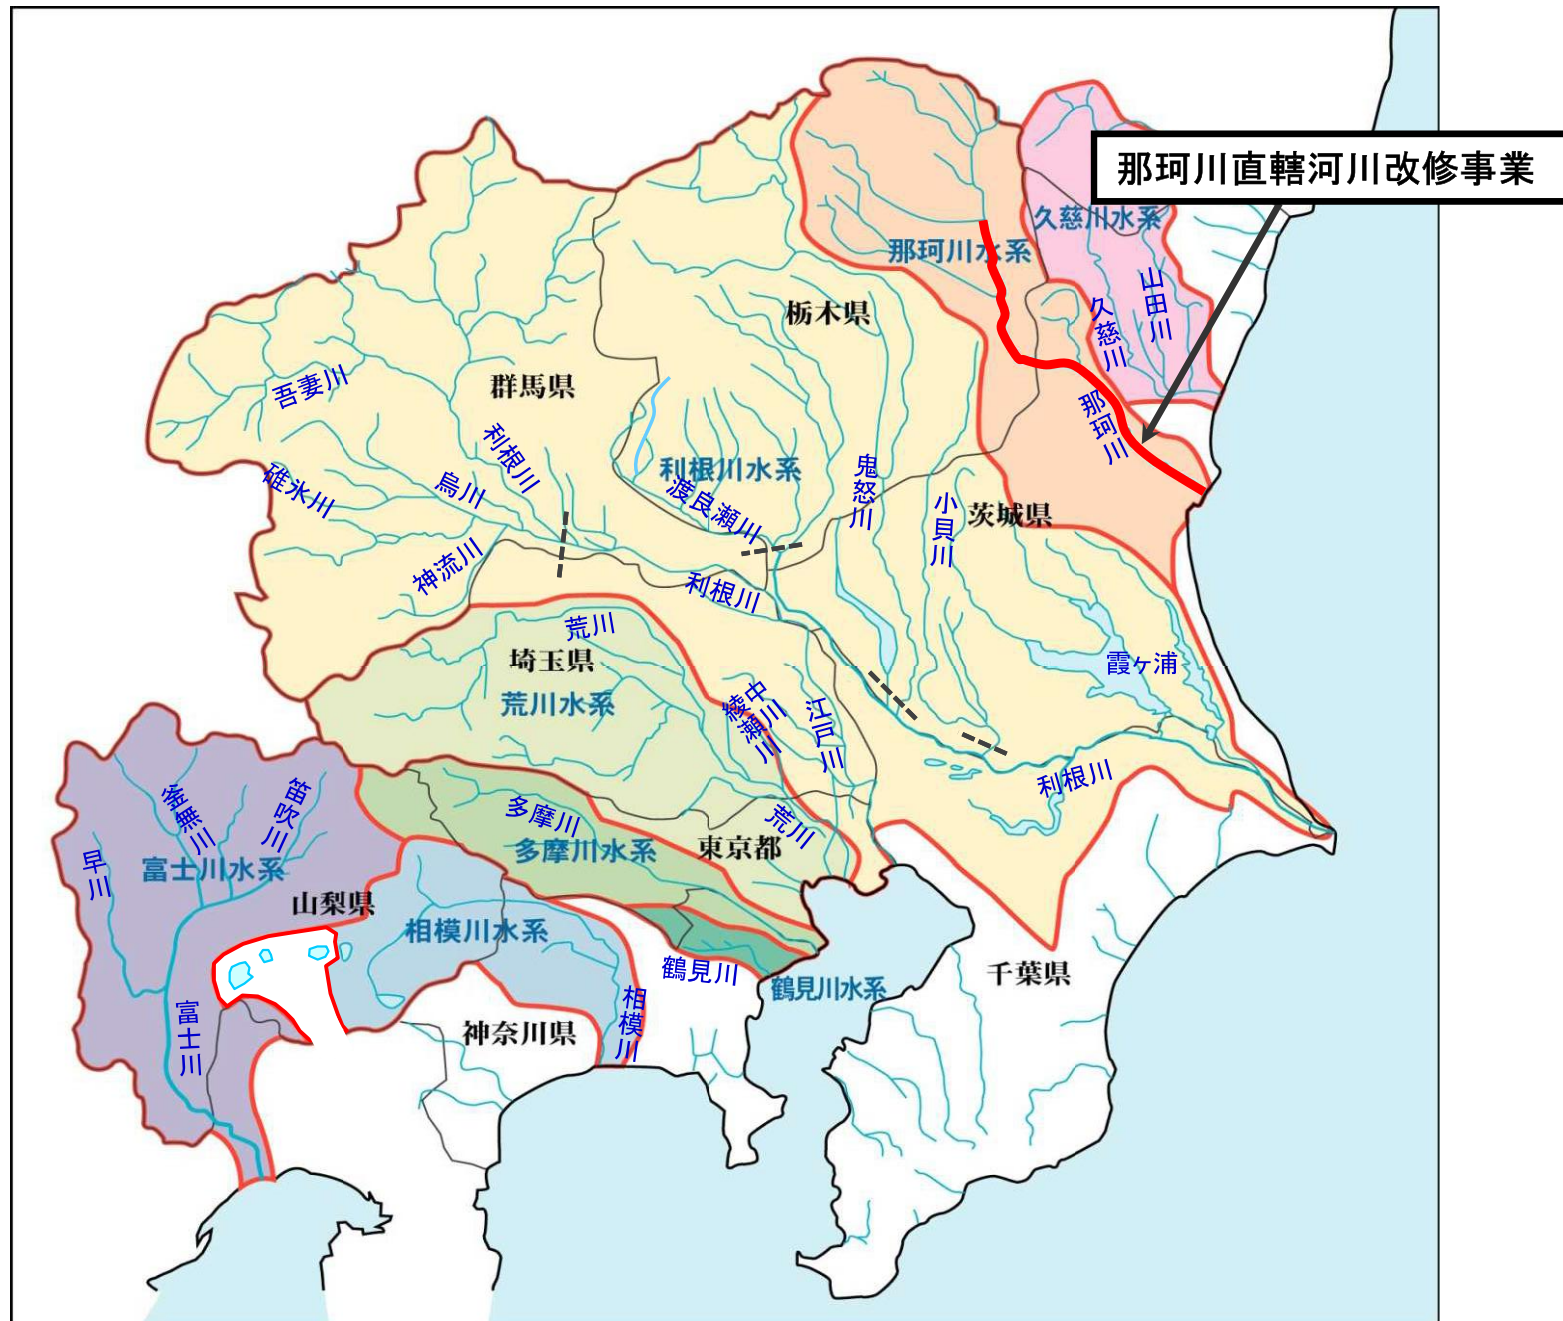 那珂川直轄河川改修事業
久慈川水系
那珂川水系
山田川
久慈川
栃木県
吾妻川
群馬県
那珂川
利根川
利根川水系
鬼怒川
碓氷川
烏川
渡良瀬川
小貝川
茨城県
神流川
利根川
荒川
埼玉県
霞ヶ浦
荒川水系
中川
綾瀬川
江戸川
利根川
釜無川
笛吹川
多摩川
荒川
早川
富士川水系
多摩川水系
東京都
山梨県
相模川水系
鶴見川
鶴見川水系
千葉県
富士川
神奈川県
相模川